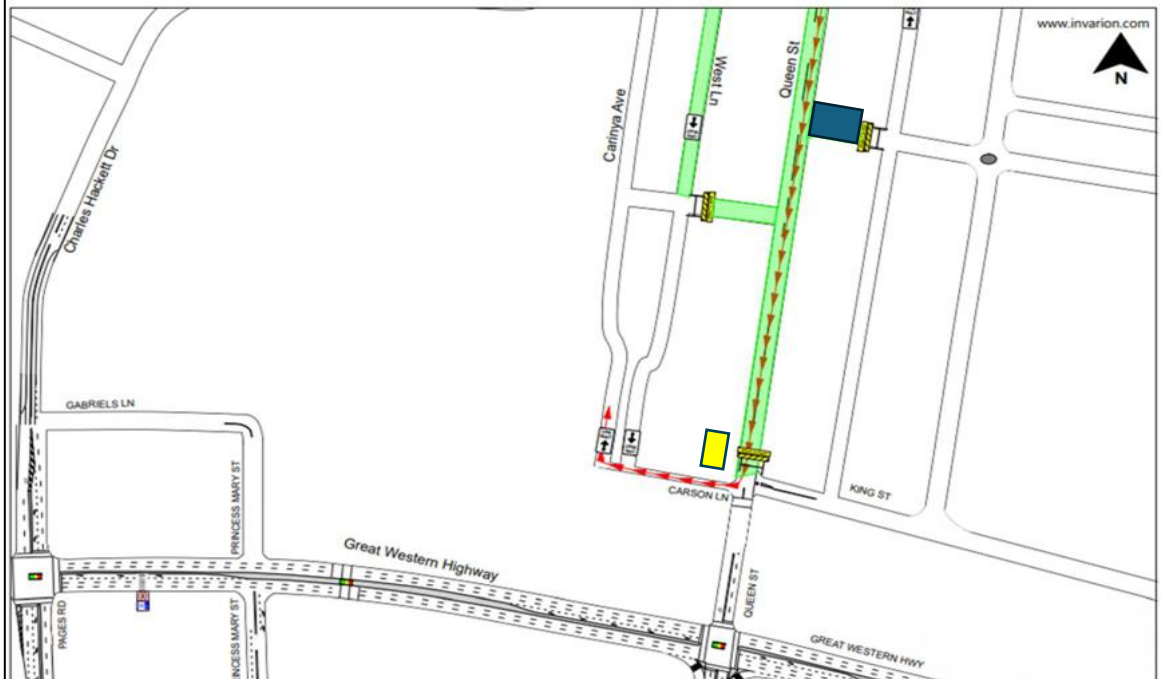 www.invarion.com
N
Queen St
West Ln
Carinya Ave
Charles Hackett Dr
GABRIELS LN
PRINCESS MARY ST
CARSON LN
KING ST
Great Western Highway
QUEEN ST
PAGES RD
INCESS MARY ST
GREAT WESTERN HWY